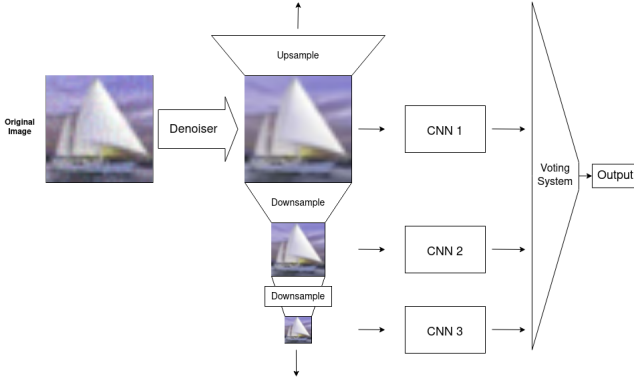 Upsample
Original
Image
Denoiser
CNN 1
Voting
System
Output
Downsample
CNN 2
Downsample
CNN 3